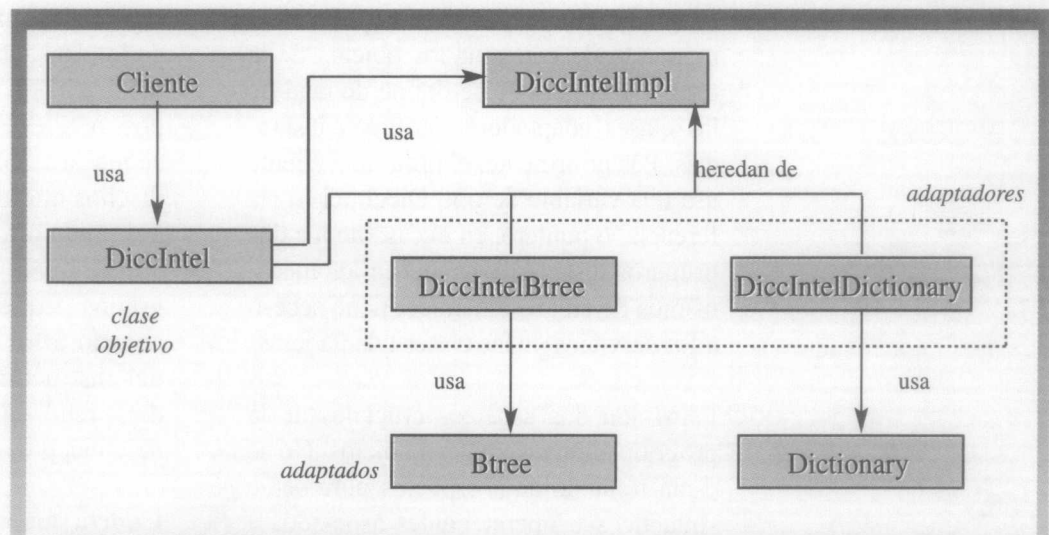 Cliente
DiccIntelImpl
usa
usa
heredan de
adaptadores
DiccIntel
DiccIntelBtree
DiccIntelDictionary
clase
objetivo
usa
usa
adaptados
Btree
Dictionary